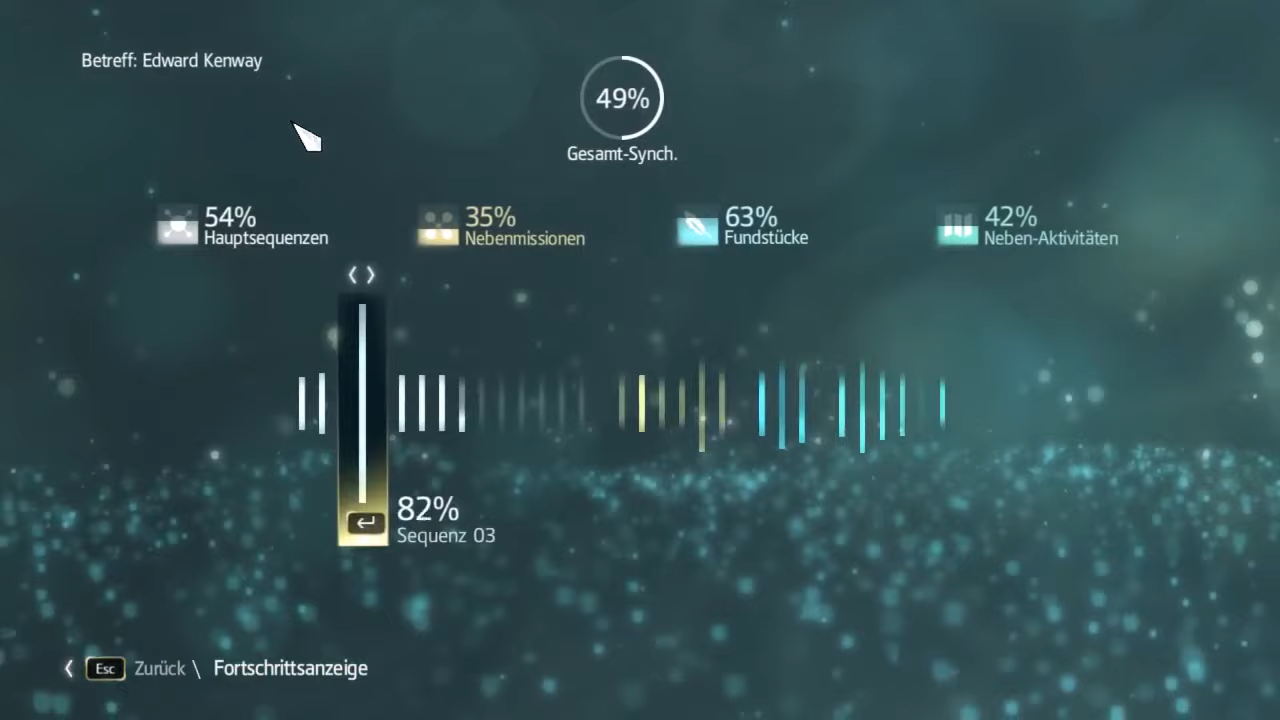 Betreff: Edward Kenway
49%
Gesamt-Synch.
54%
Hauptsequenzen
35%
Nebenmissionen
63%
Fundstücke
42%
Neben-Aktivitäten
82%
Sequenz 03
Esc Zurück \ Fortschrittsanzeige